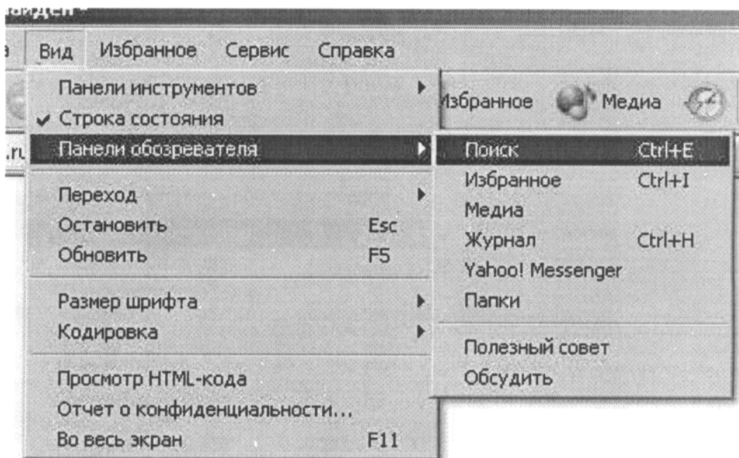 Вид Избранное Сервис Справка
Избранное Медиа
.ru
Панели инструментов
Строка состояния
Панели обозревателя
Переход
Остановить Esc
Обновить F5
Размер шрифта
Кодировка
Просмотр HTML-кода
Отчет о конфиденциальности...
Во весь экран F11
Поиск Ctrl+E
Избранное Ctrl+I
Медиа
Журнал Ctrl+H
Yahoo! Messenger
Папки
Полезный совет
Обсудить